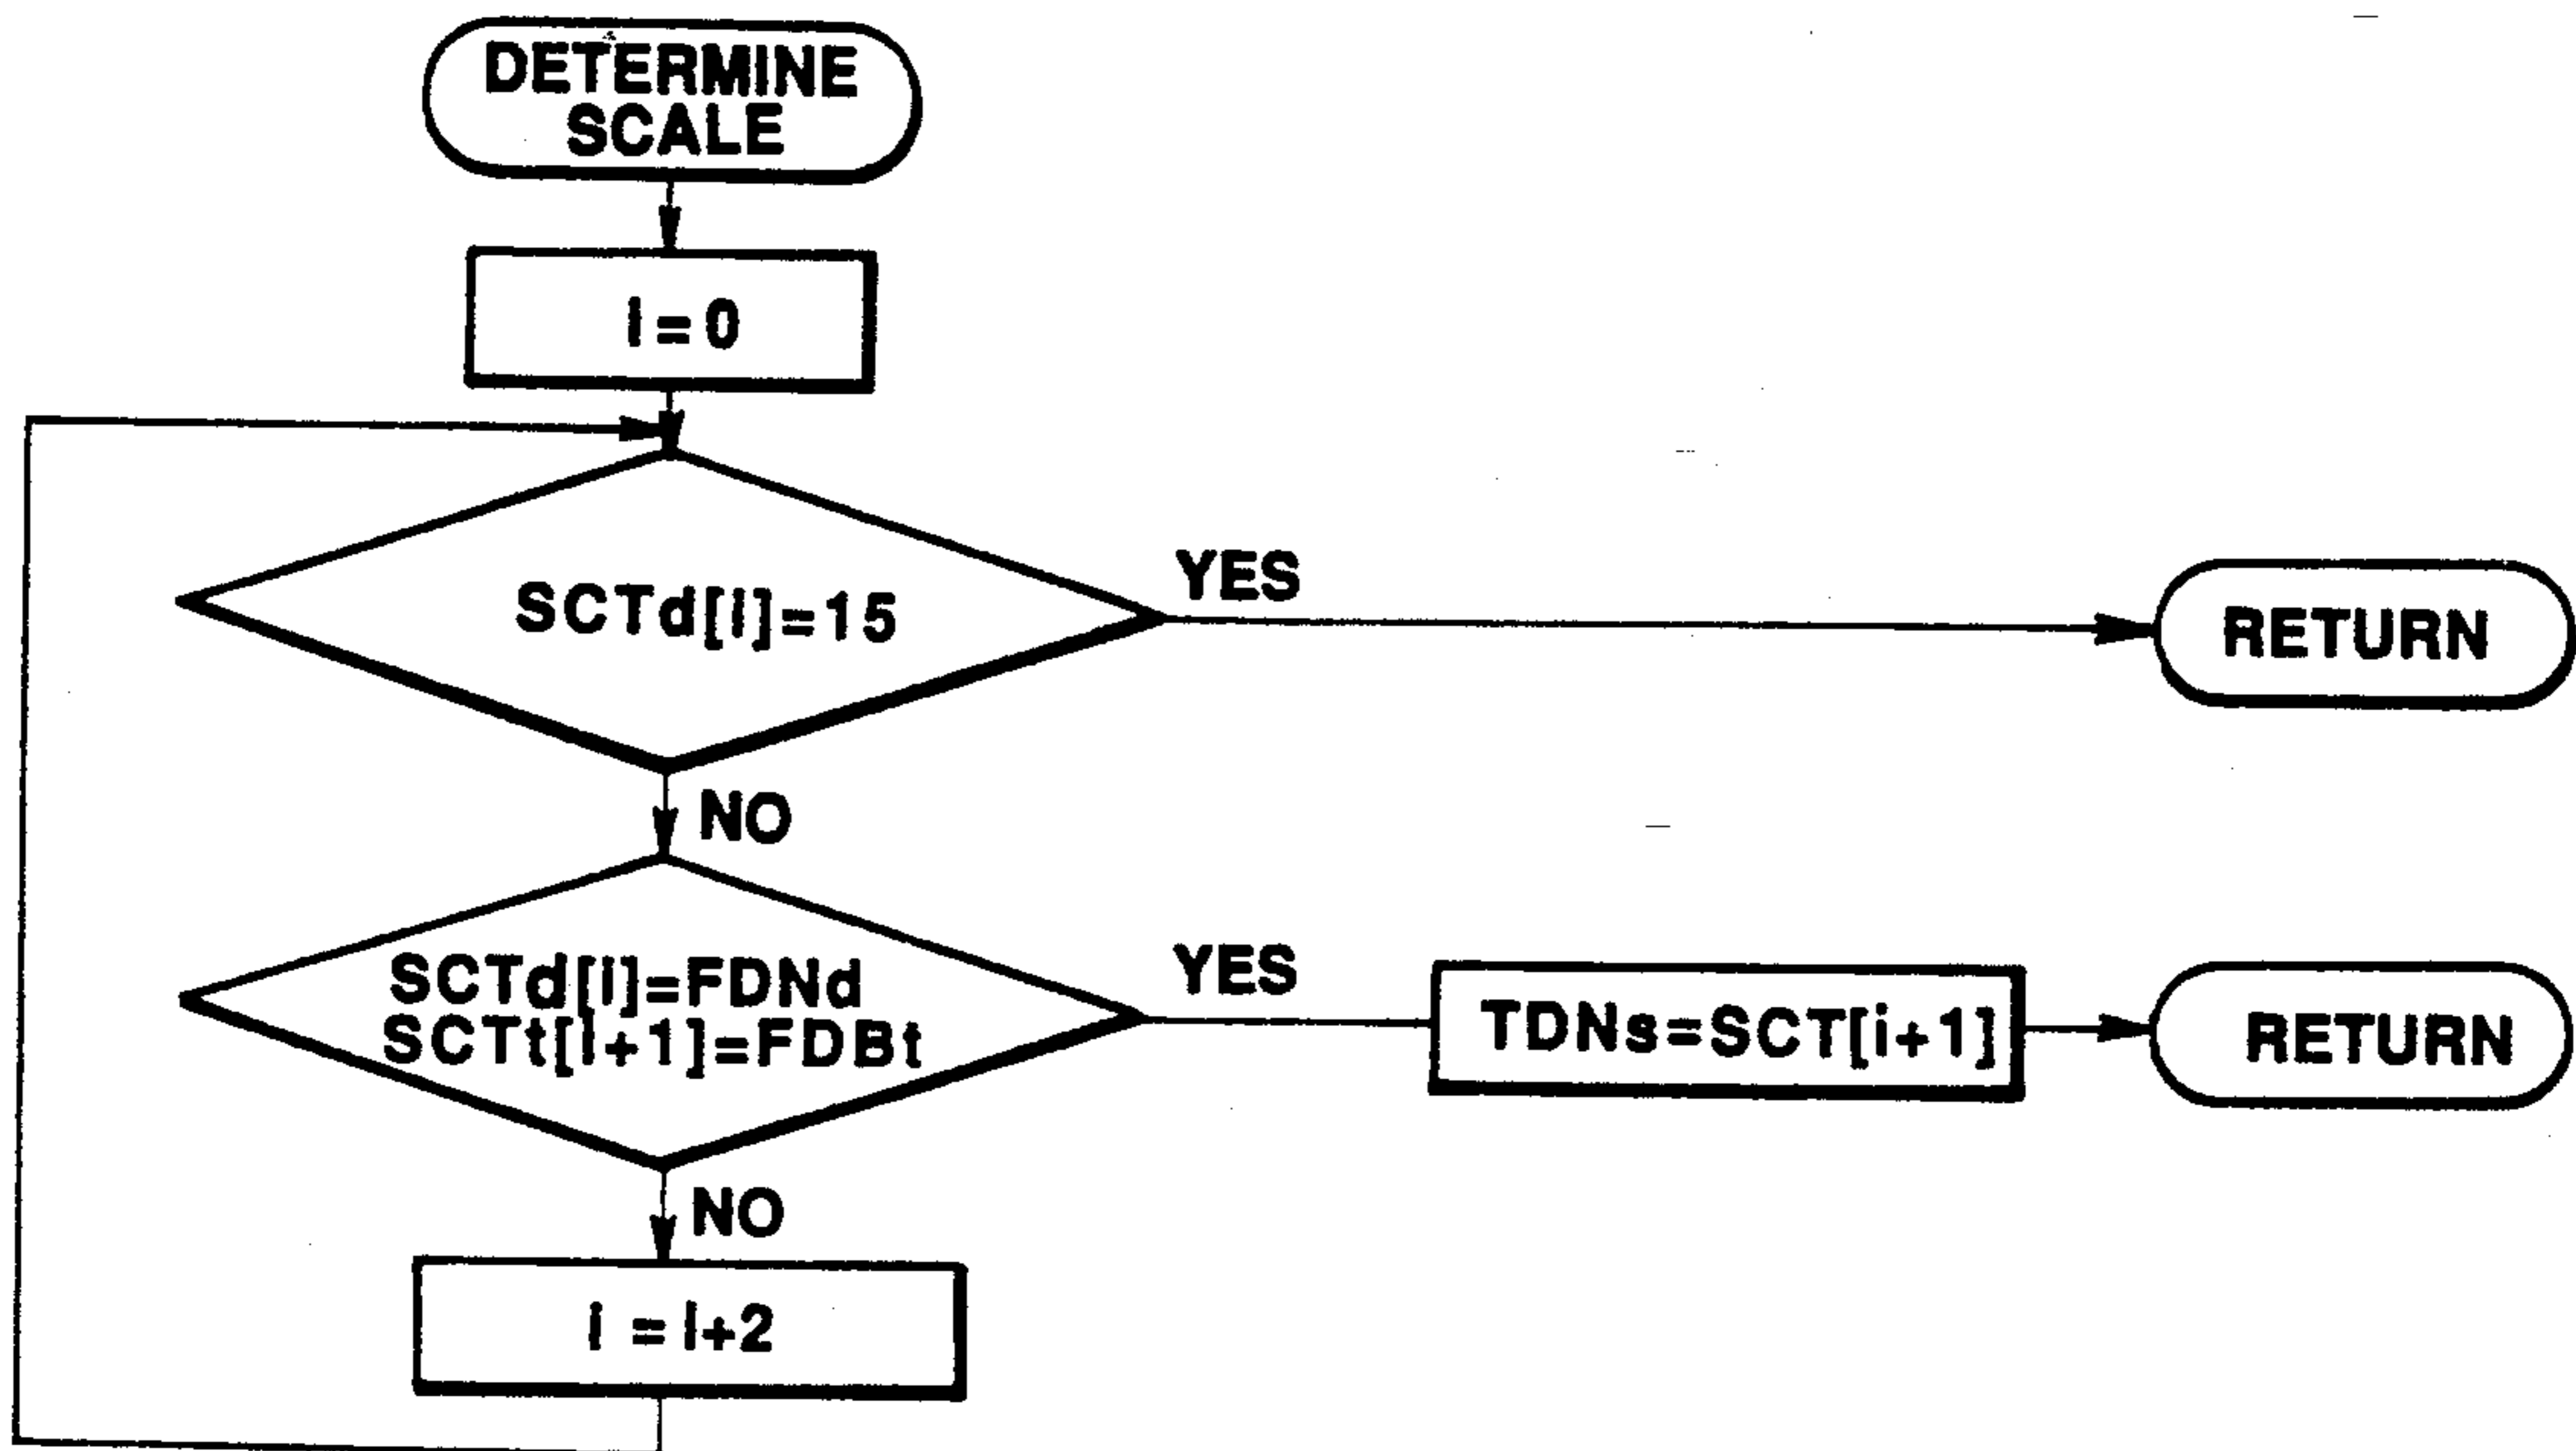 DETERMINE
SCALE
I = 0
SCTd[I]=15
YES
RETURN
NO
SCTd[I]=FDNd
SCTt[I+1]=FDBt
YES
TDNs=SCT[i+1]
RETURN
NO
I = I+2